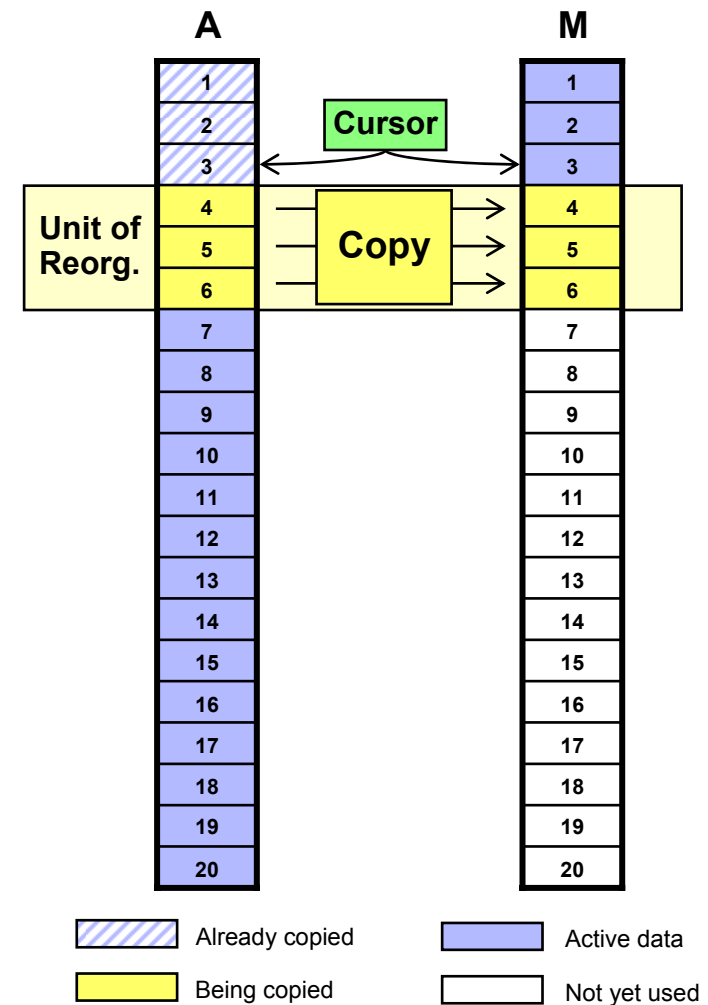 A M
1 1
2 Cursor 2
3 3
4 4
Unit of
Reorg.
5 Copy 5
6 6
7 7
8 8
9 9
10 10
11 11
12 12
13 13
14 14
15 15
16 16
17 17
18 18
19 19
20 20
Already copied Active data
Being copied Not yet used